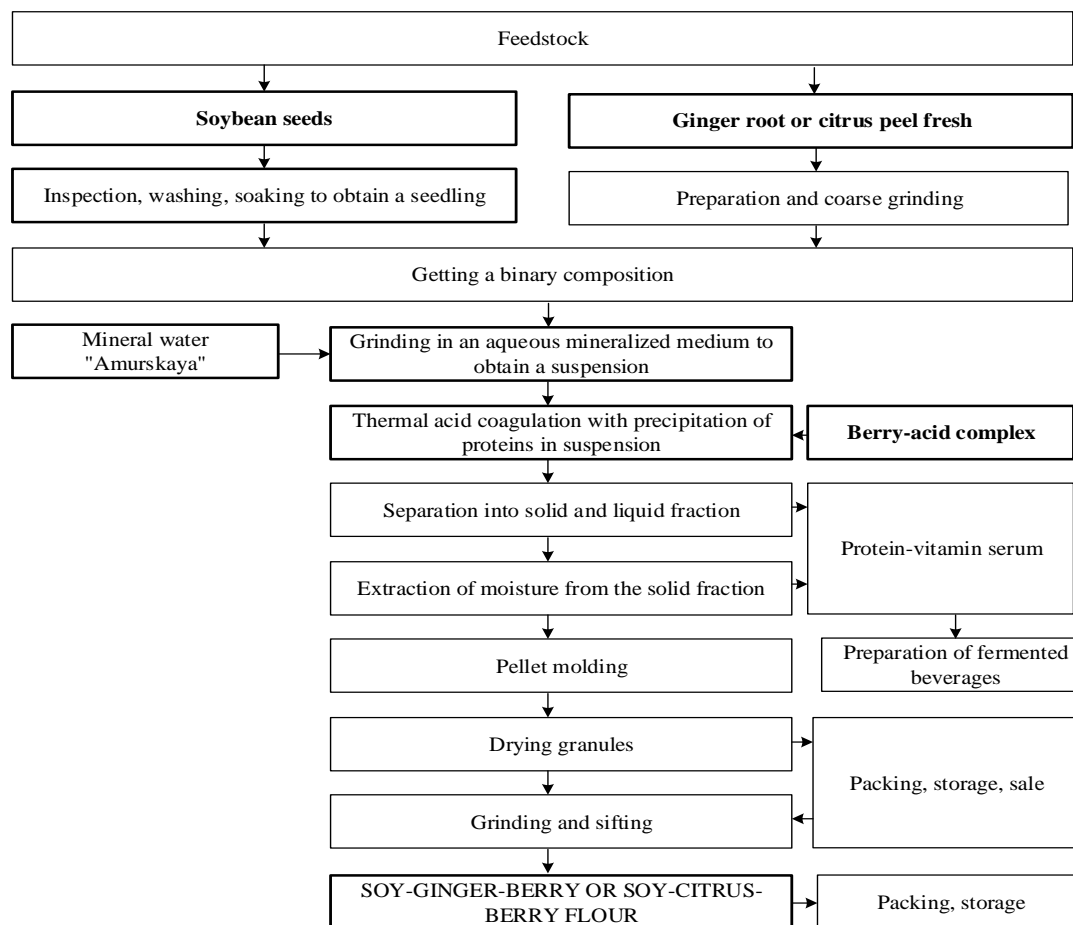 Feedstock
Soybean seeds
Ginger root or citrus peel fresh
Inspection, washing, soaking to obtain a seedling
Preparation and coarse grinding
Getting a binary composition
Mineral water
"Amurskaya"
Grinding in an aqueous mineralized medium to
obtain a suspension
Thermal acid coagulation with precipitation of
proteins in suspension
Berry-acid complex
Separation into solid and liquid fraction
Protein-vitamin serum
Extraction of moisture from the solid fraction
Pellet molding
Preparation of fermented
beverages
Drying granules
Packing, storage, sale
Grinding and sifting
SOY-GINGER-BERRY OR SOY-CITRUS-
BERRY FLOUR
Packing, storage